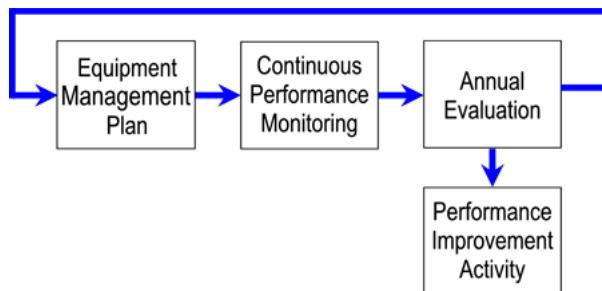 Equipment
Management
Plan
Continuous
Performance
Monitoring
Annual
Evaluation
Performance
Improvement
Activity